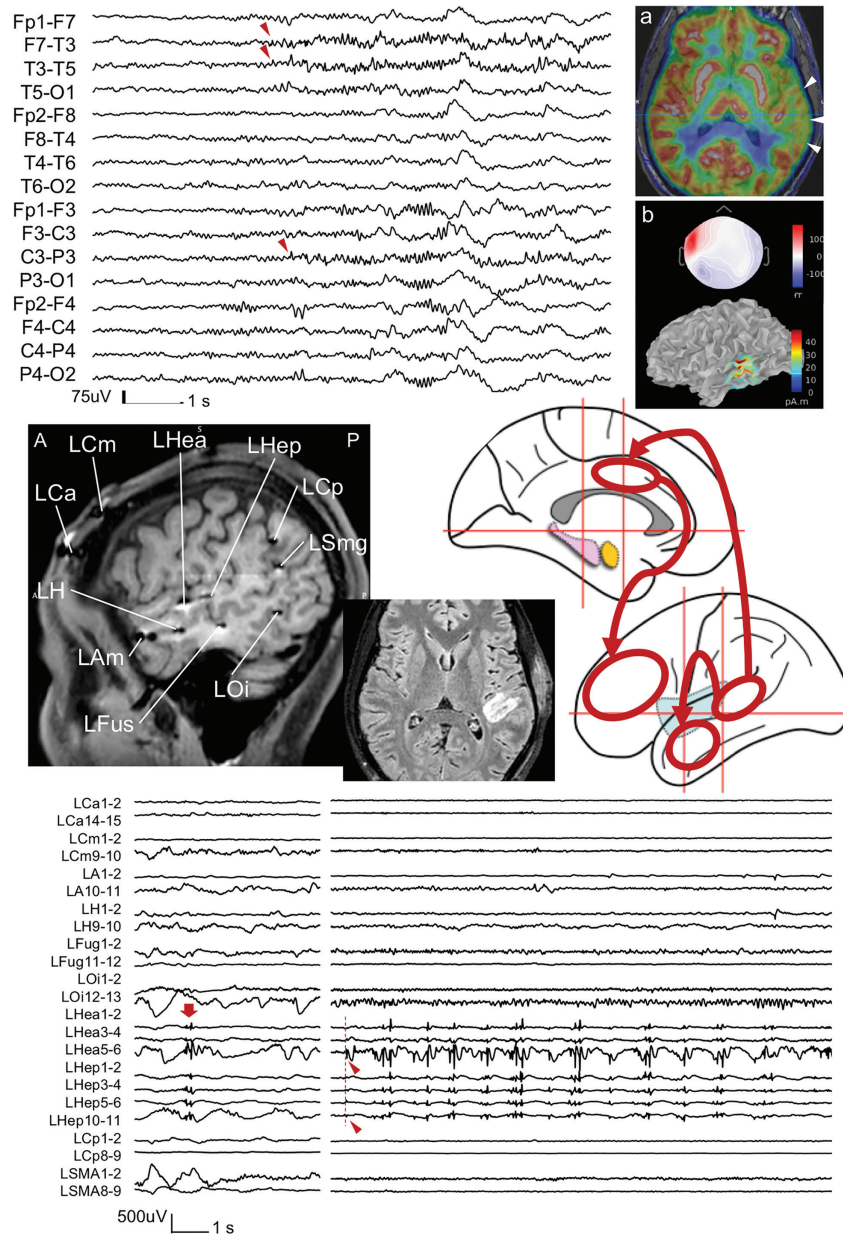 Fp1-F7
F7-T3
T3-T5
T5-O1
Fp2-F8
F8-T4
T4-T6
T6-O2
Fp1-F3
F3-C3
C3-P3
P3-O1
Fp2-F4
F4-C4
C4-P4
P4-O2
75uV 1 s
a
A
R L
b
100
0
-100
fT
40
30
20
10
0
pA.m
A S P
LCm
LHea
LHep
LCa
LCp
LSmg
LH
A P
LAm
LFus
LOi
LCa1-2
LCa14-15
LCm1-2
LCm9-10
LA1-2
LA10-11
LH1-2
LH9-10
LFug1-2
LFug11-12
LOi1-2
LOi12-13
LHea1-2
LHea3-4
LHea5-6
LHep1-2
LHep3-4
LHep5-6
LHep10-11
LCp1-2
LCp8-9
LSMA1-2
LSMA8-9
500uV 1 s